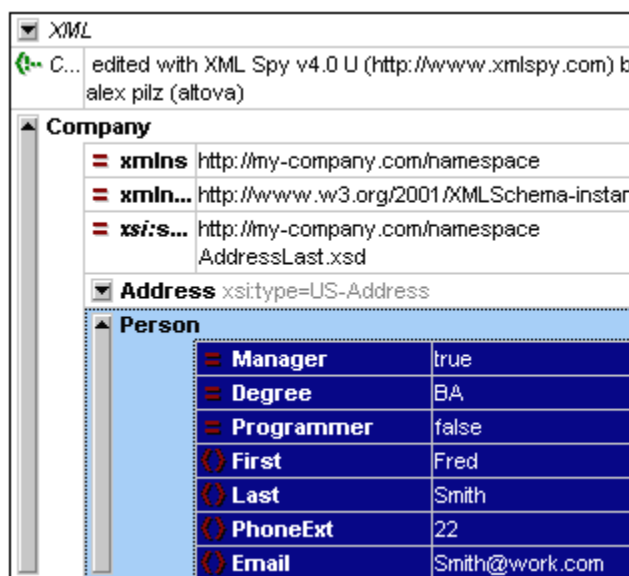 XML
C... edited with XML Spy v4.0 U (http://www.xmlspy.com) b
alex pilz (altova)
Company
= xmlns http://my-company.com/namespace
= xmln... http://www.w3.org/2001/XMLSchema-instan
= xsi:s... http://my-company.com/namespace
AddressLast.xsd
Address xsi:type=US-Address
Person
= Manager true
= Degree BA
= Programmer false
() First Fred
() Last Smith
() PhoneExt 22
() Email Smith@work.com